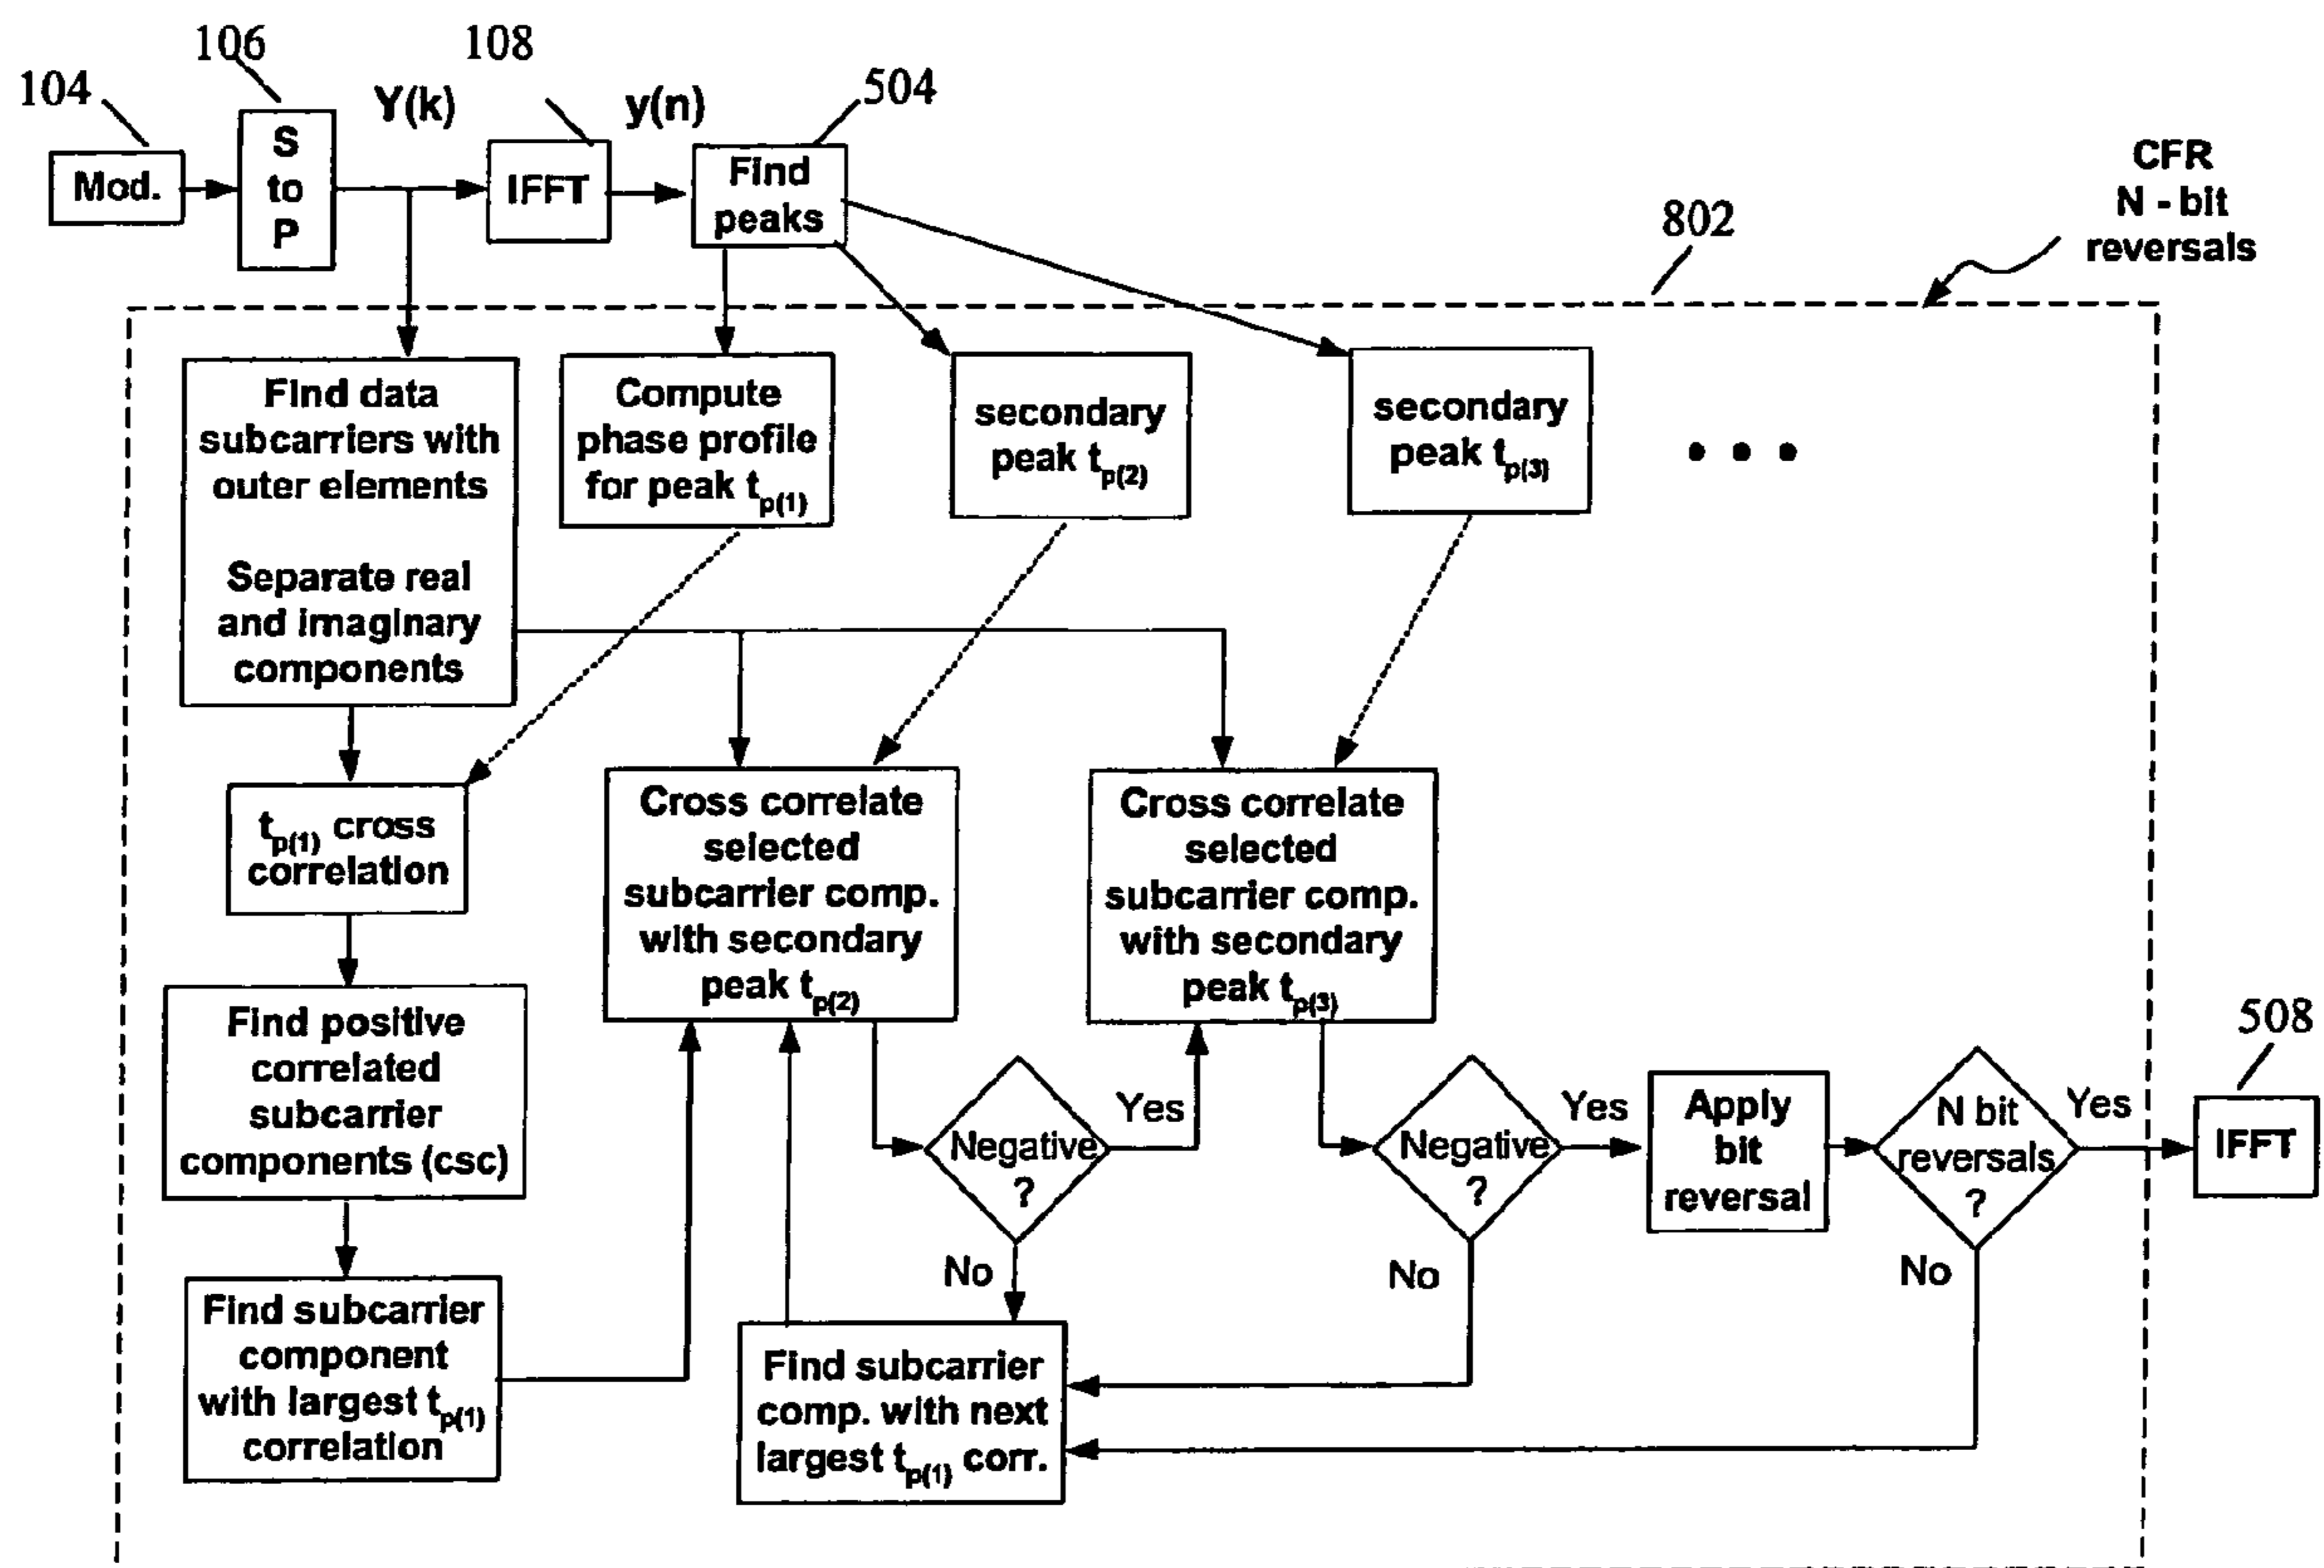 106
108
104
Y(k)
y(n)
504
S
to
P
Mod.
IFFT
Find
peaks
CFR
N - bit
reversals
802
Find data
subcarriers with
outer elements
Separate real
and imaginary
components
Compute
phase profile
for peak tp(1)
secondary
peak tp(2)
secondary
peak tp(3)
• • •
tp(1) cross
correlation
Cross correlate
selected
subcarrier comp.
with secondary
peak tp(2)
Cross correlate
selected
subcarrier comp.
with secondary
peak tp(3)
Find positive
correlated
subcarrier
components (csc)
Negative
?
Yes
No
Negative
?
Yes
No
Apply
bit
reversal
N bit
reversals
?
Yes
No
508
IFFT
Find subcarrier
component
with largest tp(1)
correlation
Find subcarrier
comp. with next
largest tp(1) corr.